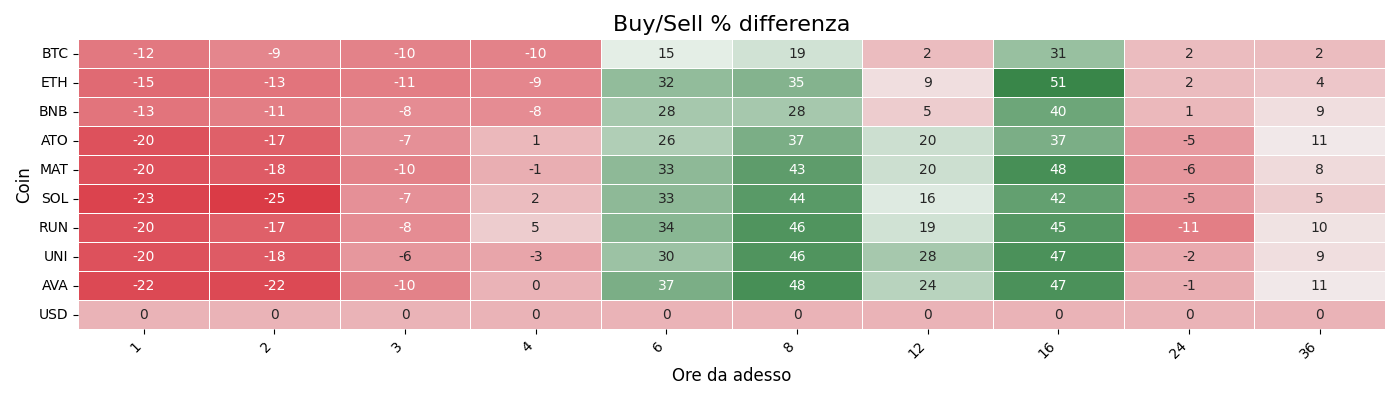 Buy/Sell % differenza
Coin
BTC -12 -9 -10 -10 15 19 2 31 2 2
ETH -15 -13 -11 -9 32 35 9 51 2 4
BNB -13 -11 -8 -8 28 28 5 40 1 9
ATO -20 -17 -7 1 26 37 20 37 -5 11
MAT -20 -18 -10 -1 33 43 20 48 -6 8
SOL -23 -25 -7 2 33 44 16 42 -5 5
RUN -20 -17 -8 5 34 46 19 45 -11 10
UNI -20 -18 -6 -3 30 46 28 47 -2 9
AVA -22 -22 -10 0 37 48 24 47 -1 11
USD 0 0 0 0 0 0 0 0 0 0
1 2 3 4 6 8 12 16 24 36
Ore da adesso